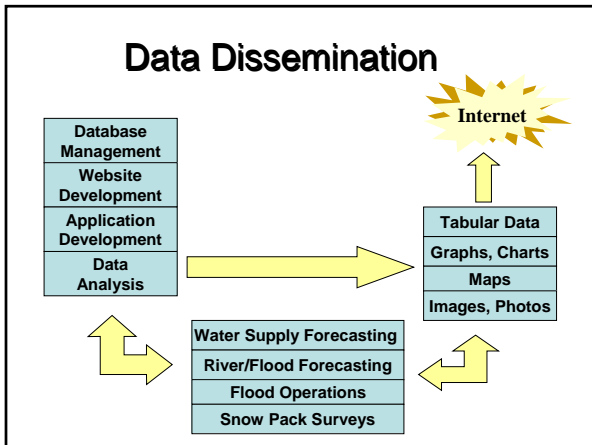 Data Dissemination
Internet
Database
Management
Website
Development
Application
Development
Data
Analysis
Tabular Data
Graphs, Charts
Maps
Images, Photos
Water Supply Forecasting
River/Flood Forecasting
Flood Operations
Snow Pack Surveys